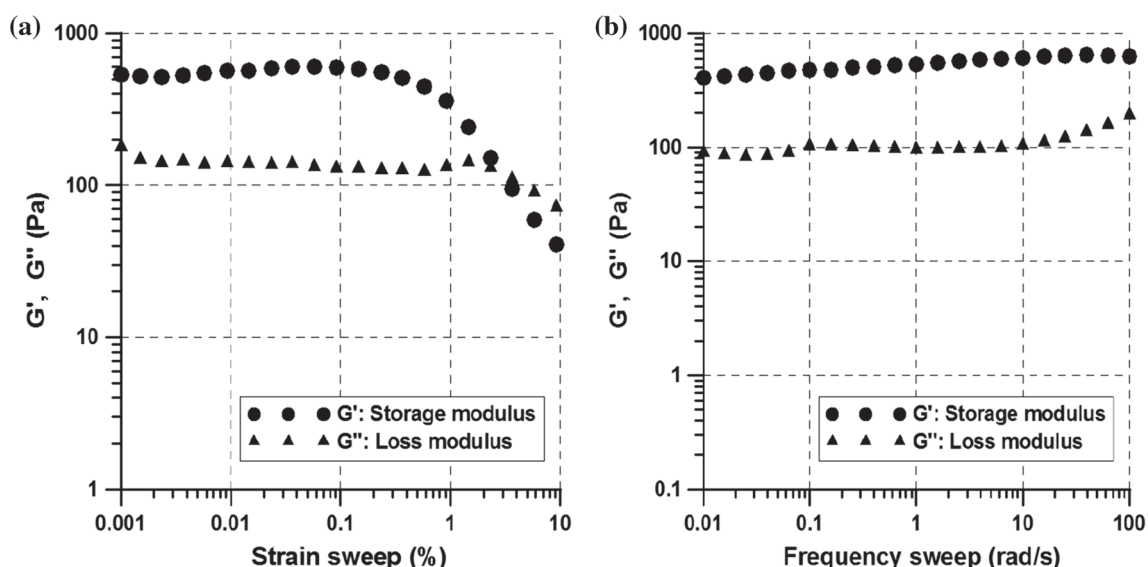 (a)
1000
100
10
1
G', G" (Pa)
● ● ● G': Storage modulus
▲ ▲ ▲ G": Loss modulus
0.001 0.01 0.1 1 10
Strain sweep (%)
(b)
1000
100
10
1
0.1
G', G" (Pa)
● ● ● G': Storage modulus
▲ ▲ ▲ G": Loss modulus
0.01 0.1 1 10 100
Frequency sweep (rad/s)